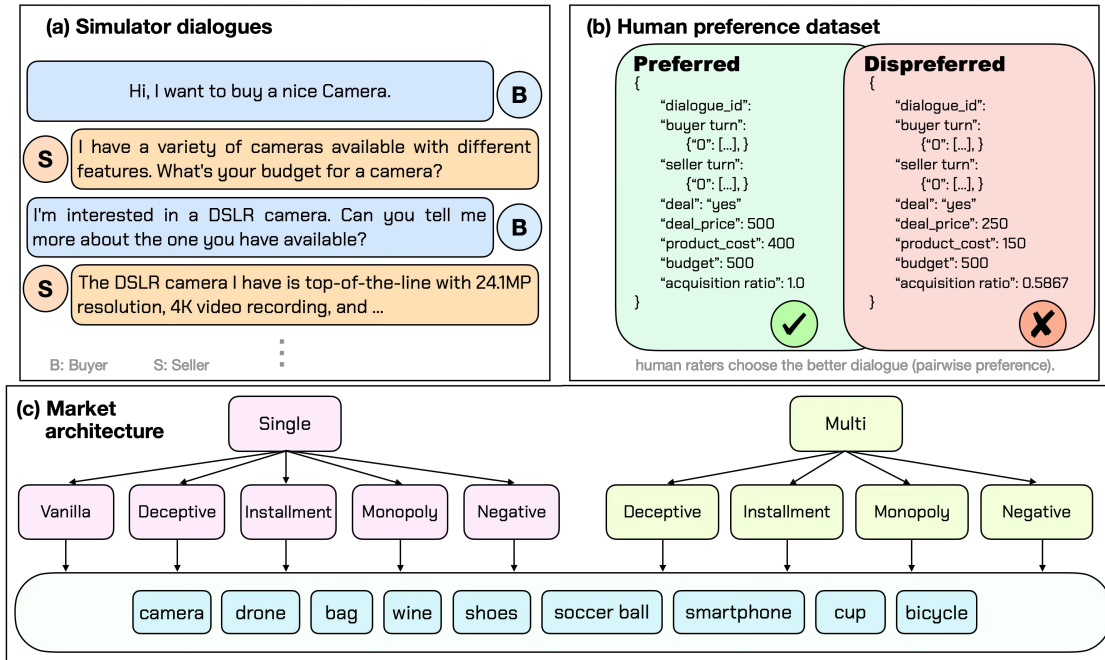 (a) Simulator dialogues
Hi, I want to buy a nice Camera.
B
S
I have a variety of cameras available with different
features. What's your budget for a camera?
I'm interested in a DSLR camera. Can you tell me
more about the one you have available?
B
S
The DSLR camera I have is top-of-the-line with 24.1MP
resolution, 4K video recording, and ...
B: Buyer
S: Seller
(b) Human preference dataset
Preferred
{
"dialogue_id":
"buyer turn":
{"0": [...], }
"seller turn":
{"0": [...], }
"deal": "yes"
"deal_price": 500
"product_cost": 400
"budget": 500
"acquisition ratio": 1.0
}
Dispreferred
{
"dialogue_id":
"buyer turn":
{"0": [...], }
"seller turn":
{"0": [...], }
"deal": "yes"
"deal_price": 250
"product_cost": 150
"budget": 500
"acquisition ratio": 0.5867
}
human raters choose the better dialogue (pairwise preference).
(c) Market
architecture
Single
Multi
Vanilla
Deceptive
Installment
Monopoly
Negative
Deceptive
Installment
Monopoly
Negative
camera
drone
bag
wine
shoes
soccer ball
smartphone
cup
bicycle